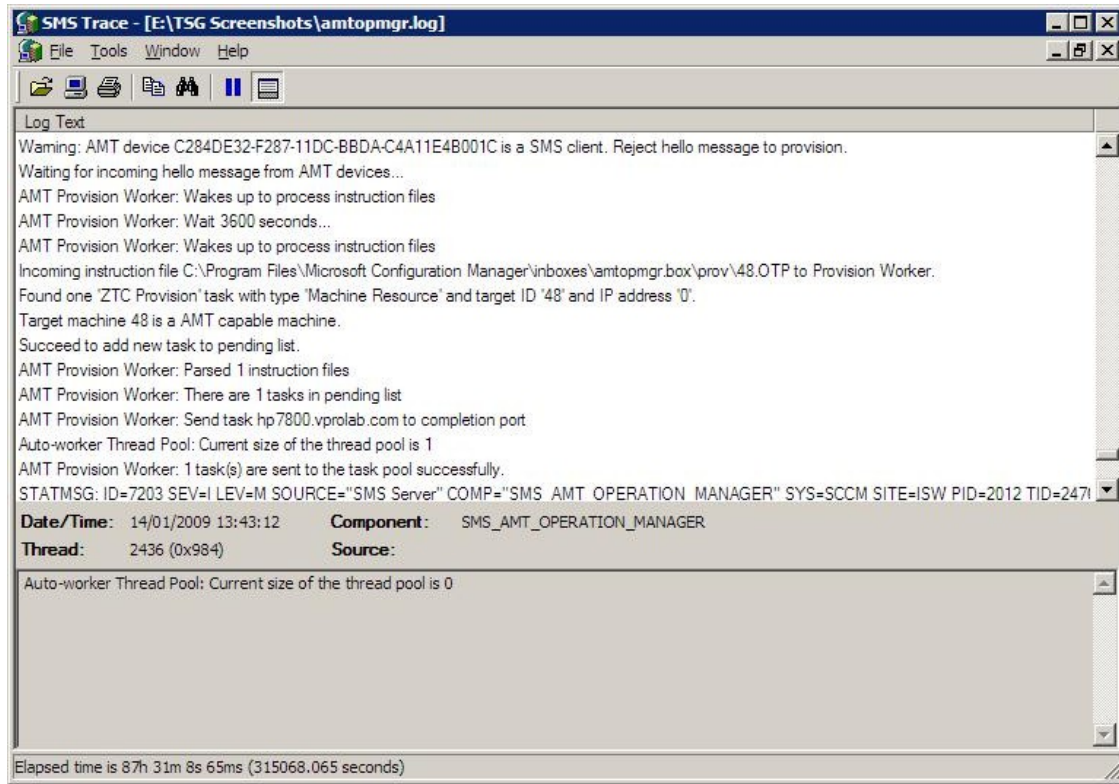 SMS Trace - [E:\TSG Screenshots\amtopmgr.log]
File Tools Window Help
Log Text
Warning: AMT device C284DE32-F287-11DC-BBDA-C4A11E4B001C is a SMS client. Reject hello message to provision.
Waiting for incoming hello message from AMT devices...
AMT Provision Worker: Wakes up to process instruction files
AMT Provision Worker: Wait 3600 seconds...
AMT Provision Worker: Wakes up to process instruction files
Incoming instruction file C:\Program Files\Microsoft Configuration Manager\inboxes\amtopmgr.box\prov\48.OTP to Provision Worker.
Found one 'ZTC Provision' task with type 'Machine Resource' and target ID '48' and IP address '0'.
Target machine 48 is a AMT capable machine.
Succeed to add new task to pending list.
AMT Provision Worker: Parsed 1 instruction files
AMT Provision Worker: There are 1 tasks in pending list
AMT Provision Worker: Send task hp7800.vprolab.com to completion port
Auto-worker Thread Pool: Current size of the thread pool is 1
AMT Provision Worker: 1 task(s) are sent to the task pool successfully.
STATMSG: ID=7203 SEV=I LEV=M SOURCE="SMS Server" COMP="SMS_AMT_OPERATION_MANAGER" SYS=SCCM SITE=ISW PID=2012
Date/Time: 14/01/2009 13:43:12 Component: SMS_AMT_OPERATION_MANAGER
Thread: 2436 (0x984) Source:
Auto-worker Thread Pool: Current size of the thread pool is 0
Elapsed time is 87h 31m 8s 65ms (315068.065 seconds)